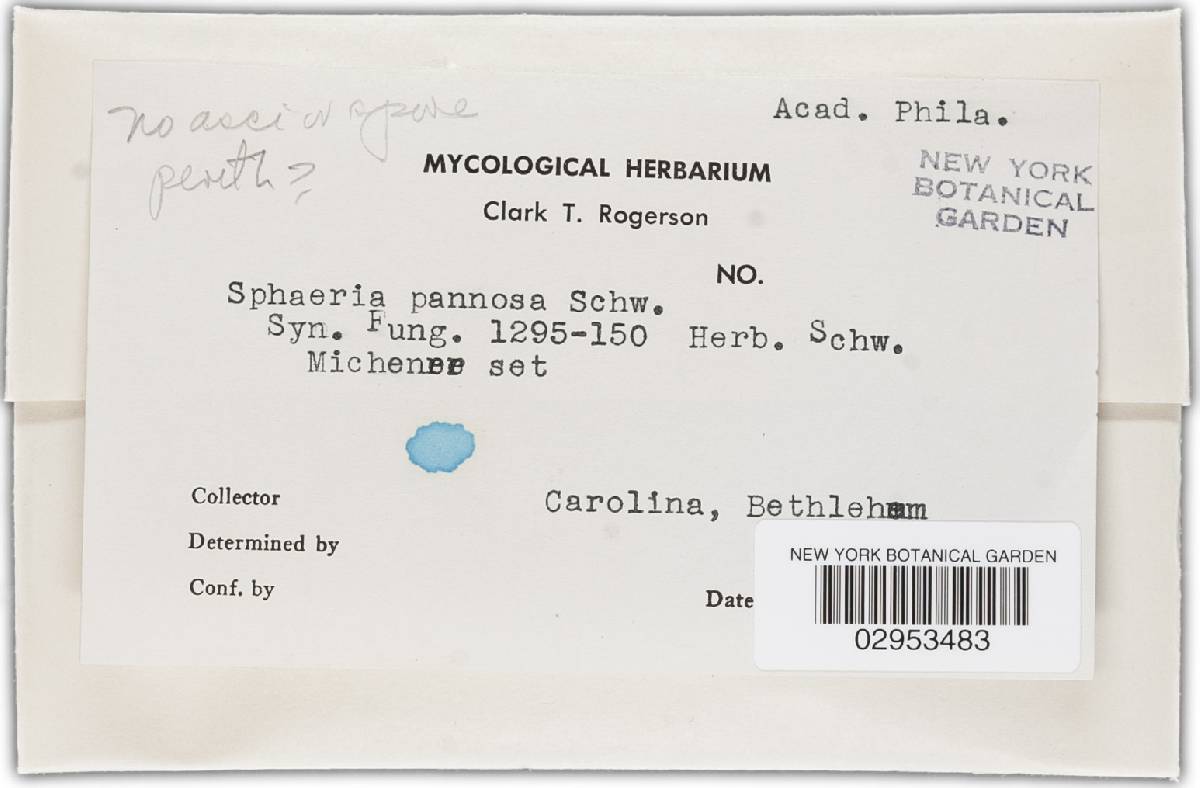 no asci or spore
perith?
Acad. Phila.
NEW YORK
BOTANICAL
GARDEN
MYCOLOGICAL HERBARIUM
Clark T. Rogerson
NO.
Sphaeria pannosa Schw.
Syn. Fung. 1295-150 Herb. Schw.
Michener set
Collector
Carolina, Bethlehem
Determined by
Conf. by
Date
NEW YORK BOTANICAL GARDEN
02953483